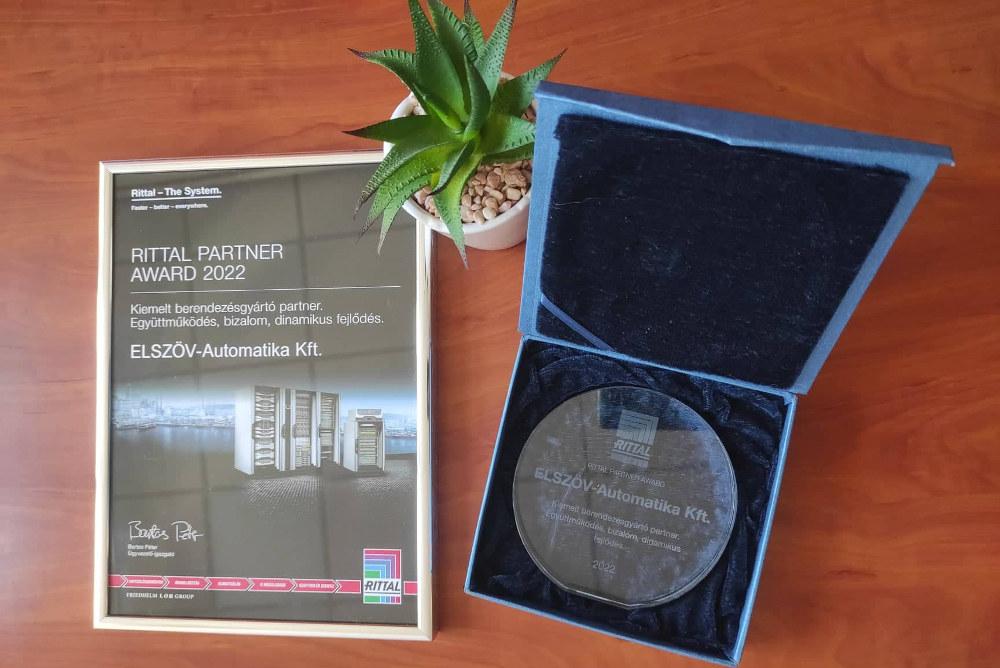 Rittal – The System.
Faster – better – everywhere.
RITTAL PARTNER
AWARD 2022
Kiemelt berendezésgyártó partner.
Együttműködés, bizalom, dinamikus fejlődés.
ELSZÖV-Automatika Kft.
Bartos Péter
Ügyvezető igazgató
RITTAL
FRIEDHELM LOH GROUP
RITTAL
RITTAL PARTNER AWARD
ELSZÖV-Automatika Kft.
Kiemelt berendezésgyártó partner.
Együttműködés, bizalom, dinamikus
fejlődés...
2022